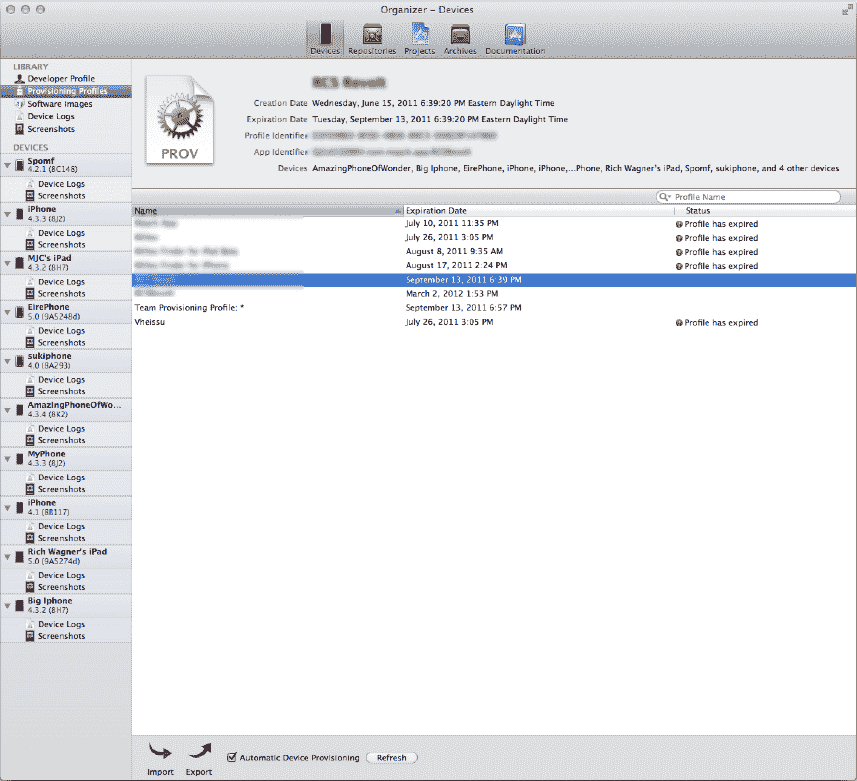 Organizer – Devices
Devices Repositories Projects Archives Documentation
LIBRARY
Developer Profile
Provisioning Profiles
Software Images
Device Logs
Screenshots
DEVICES
Spomf
4.2.1 (8C148)
Device Logs
Screenshots
iPhone
4.3.3 (8J2)
Device Logs
Screenshots
MJC's iPad
4.3.2 (8H7)
Device Logs
Screenshots
EirePhone
5.0 (9A5248d)
Device Logs
Screenshots
sukiphone
4.0 (8A293)
Device Logs
Screenshots
AmazingPhoneOfWo...
4.3.4 (8K2)
Device Logs
Screenshots
MyPhone
4.3.3 (8J2)
Device Logs
Screenshots
iPhone
4.1 (8B117)
Device Logs
Screenshots
Rich Wagner's iPad
5.0 (9A5274d)
Device Logs
Screenshots
Big Iphone
4.3.2 (8H7)
Device Logs
Screenshots
PROV
Creation Date Wednesday, June 15, 2011 6:39:20 PM Eastern Daylight Time
Expiration Date Tuesday, September 13, 2011 6:39:20 PM Eastern Daylight Time
Profile Identifier
App Identifier
Devices AmazingPhoneOfWonder, Big Iphone, EirePhone, iPhone, iPhone,...Phone, Rich Wagner's iPad, Spomf, sukiphone, and 4 other devices
Profile Name
Name Expiration Date Status
July 10, 2011 11:35 PM Profile has expired
July 26, 2011 3:05 PM Profile has expired
August 8, 2011 9:35 AM Profile has expired
August 17, 2011 2:24 PM Profile has expired
September 13, 2011 6:39 PM
March 2, 2012 1:53 PM
Team Provisioning Profile: * September 13, 2011 6:57 PM
Vheissu July 26, 2011 3:05 PM Profile has expired
Import Export Automatic Device Provisioning Refresh